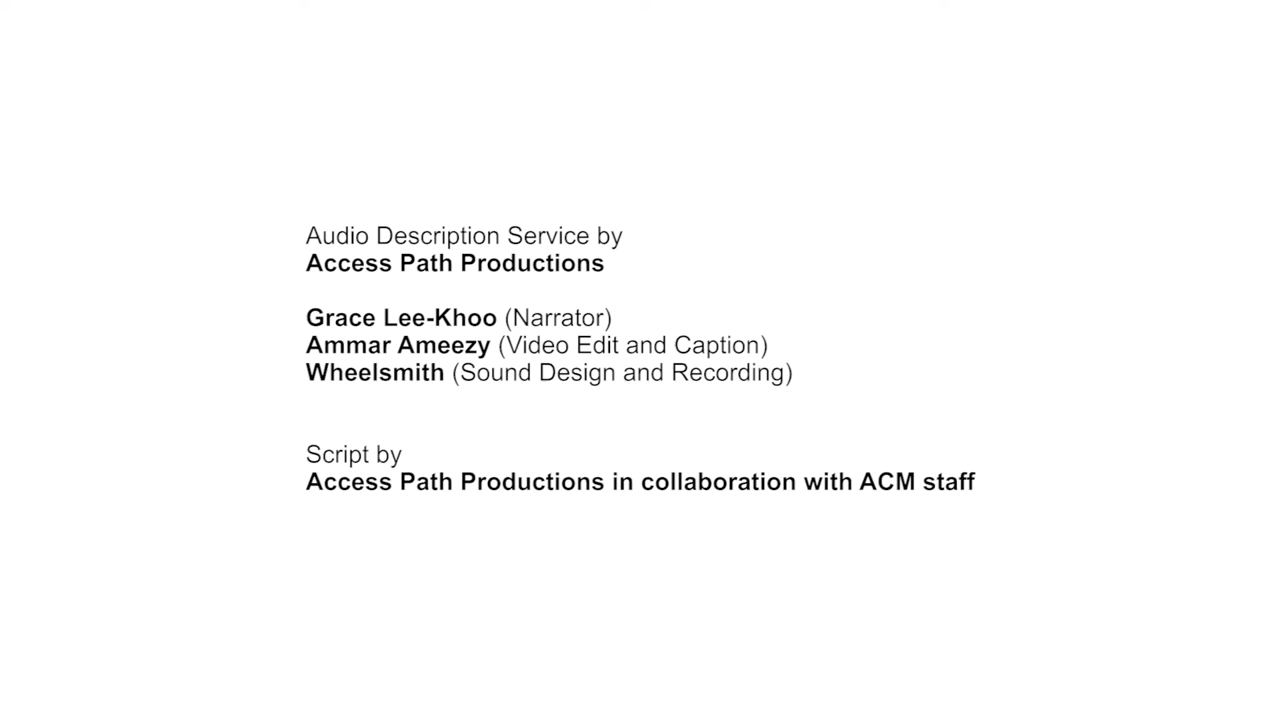 Audio Description Service by
Access Path Productions
Grace Lee-Khoo (Narrator)
Ammar Ameezy (Video Edit and Caption)
Wheelsmith (Sound Design and Recording)
Script by
Access Path Productions in collaboration with ACM staff